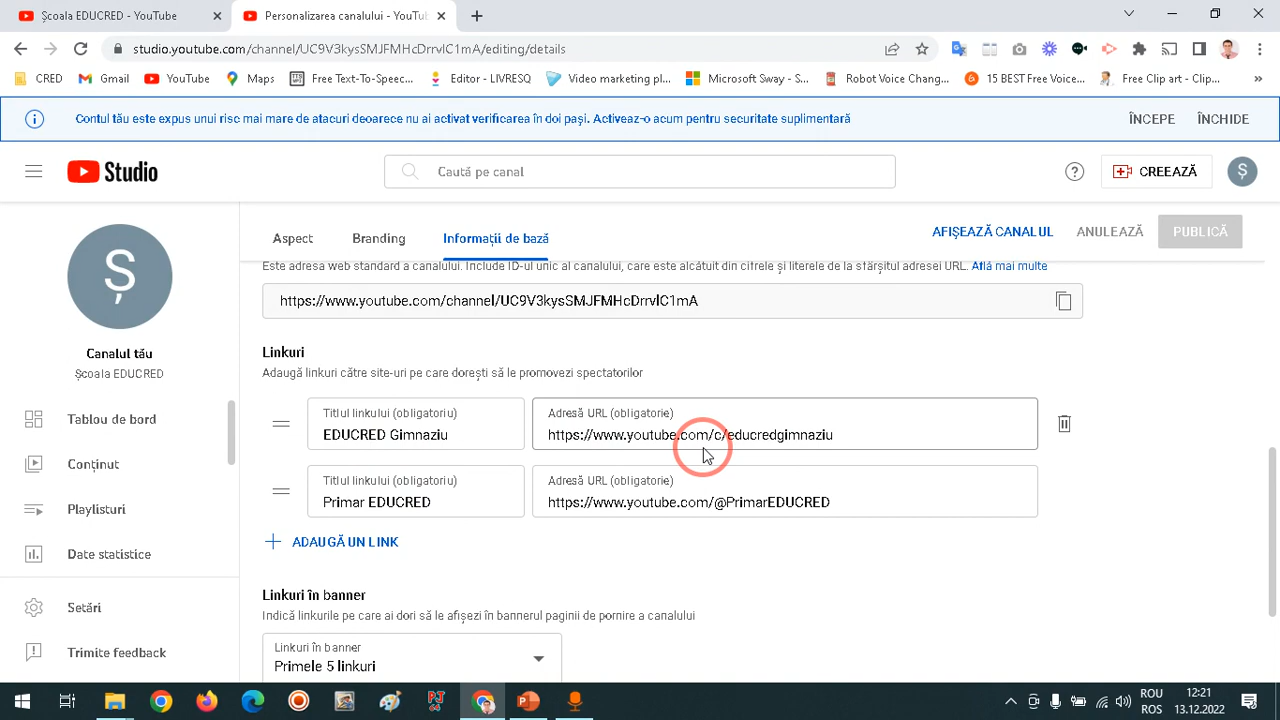 Școala EDUCRED - YouTube
Personalizarea canalului - YouTu
studio.youtube.com/channel/UC9V3kysSMJFMHcDrrvlC1mA/editing/details
CRED
Gmail
YouTube
Maps
Free Text-To-Speec...
Editor - LIVRESQ
Video marketing pl...
Microsoft Sway - S...
Robot Voice Chang...
15 BEST Free Voice...
Free Clip art - Clip...
»
Contul tău este expus unui risc mai mare de atacuri deoarece nu ai activat verificarea în doi pași. Activeaz-o acum pentru securitate suplimentară
ÎNCEPE
ÎNCHIDE
Studio
Caută pe canal
CREEAZĂ
Ș
Ș
Canalul tău
Școala EDUCRED
Tablou de bord
Conținut
Playlisturi
Date statistice
Setări
Trimite feedback
Aspect
Branding
Informații de bază
AFIȘEAZĂ CANALUL
ANULEAZĂ
PUBLICĂ
Este adresa web standard a canalului. Include ID-ul unic al canalului, care este alcătuit din cifrele și literele de la sfârșitul adresei URL. Află mai multe
https://www.youtube.com/channel/UC9V3kysSMJFMHcDrrvlC1mA
Linkuri
Adaugă linkuri către site-uri pe care dorești să le promovezi spectatorilor
Titlul linkului (obligatoriu)
EDUCRED Gimnaziu
Adresă URL (obligatorie)
https://www.youtube.com/c/educredgimnaziu
Titlul linkului (obligatoriu)
Primar EDUCRED
Adresă URL (obligatorie)
https://www.youtube.com/@PrimarEDUCRED
ADAUGĂ UN LINK
Linkuri în banner
Indică linkurile pe care ai dori să le afișezi în bannerul paginii de pornire a canalului
Linkuri în banner
Primele 5 linkuri
ROU
ROS
12:21
13.12.2022